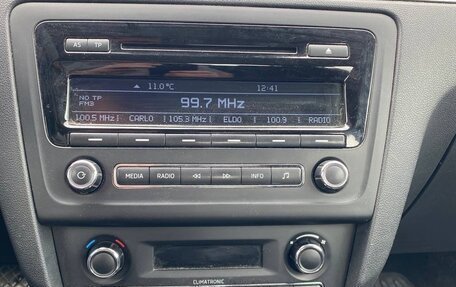 AS TP
11.0°C 12:41
NO TP
FM3
99.7 MHz
100.5 MHz CARLO 105.3 MHz ELDO 100.9 RADIO
MEDIA RADIO INFO
CLIMATRONIC